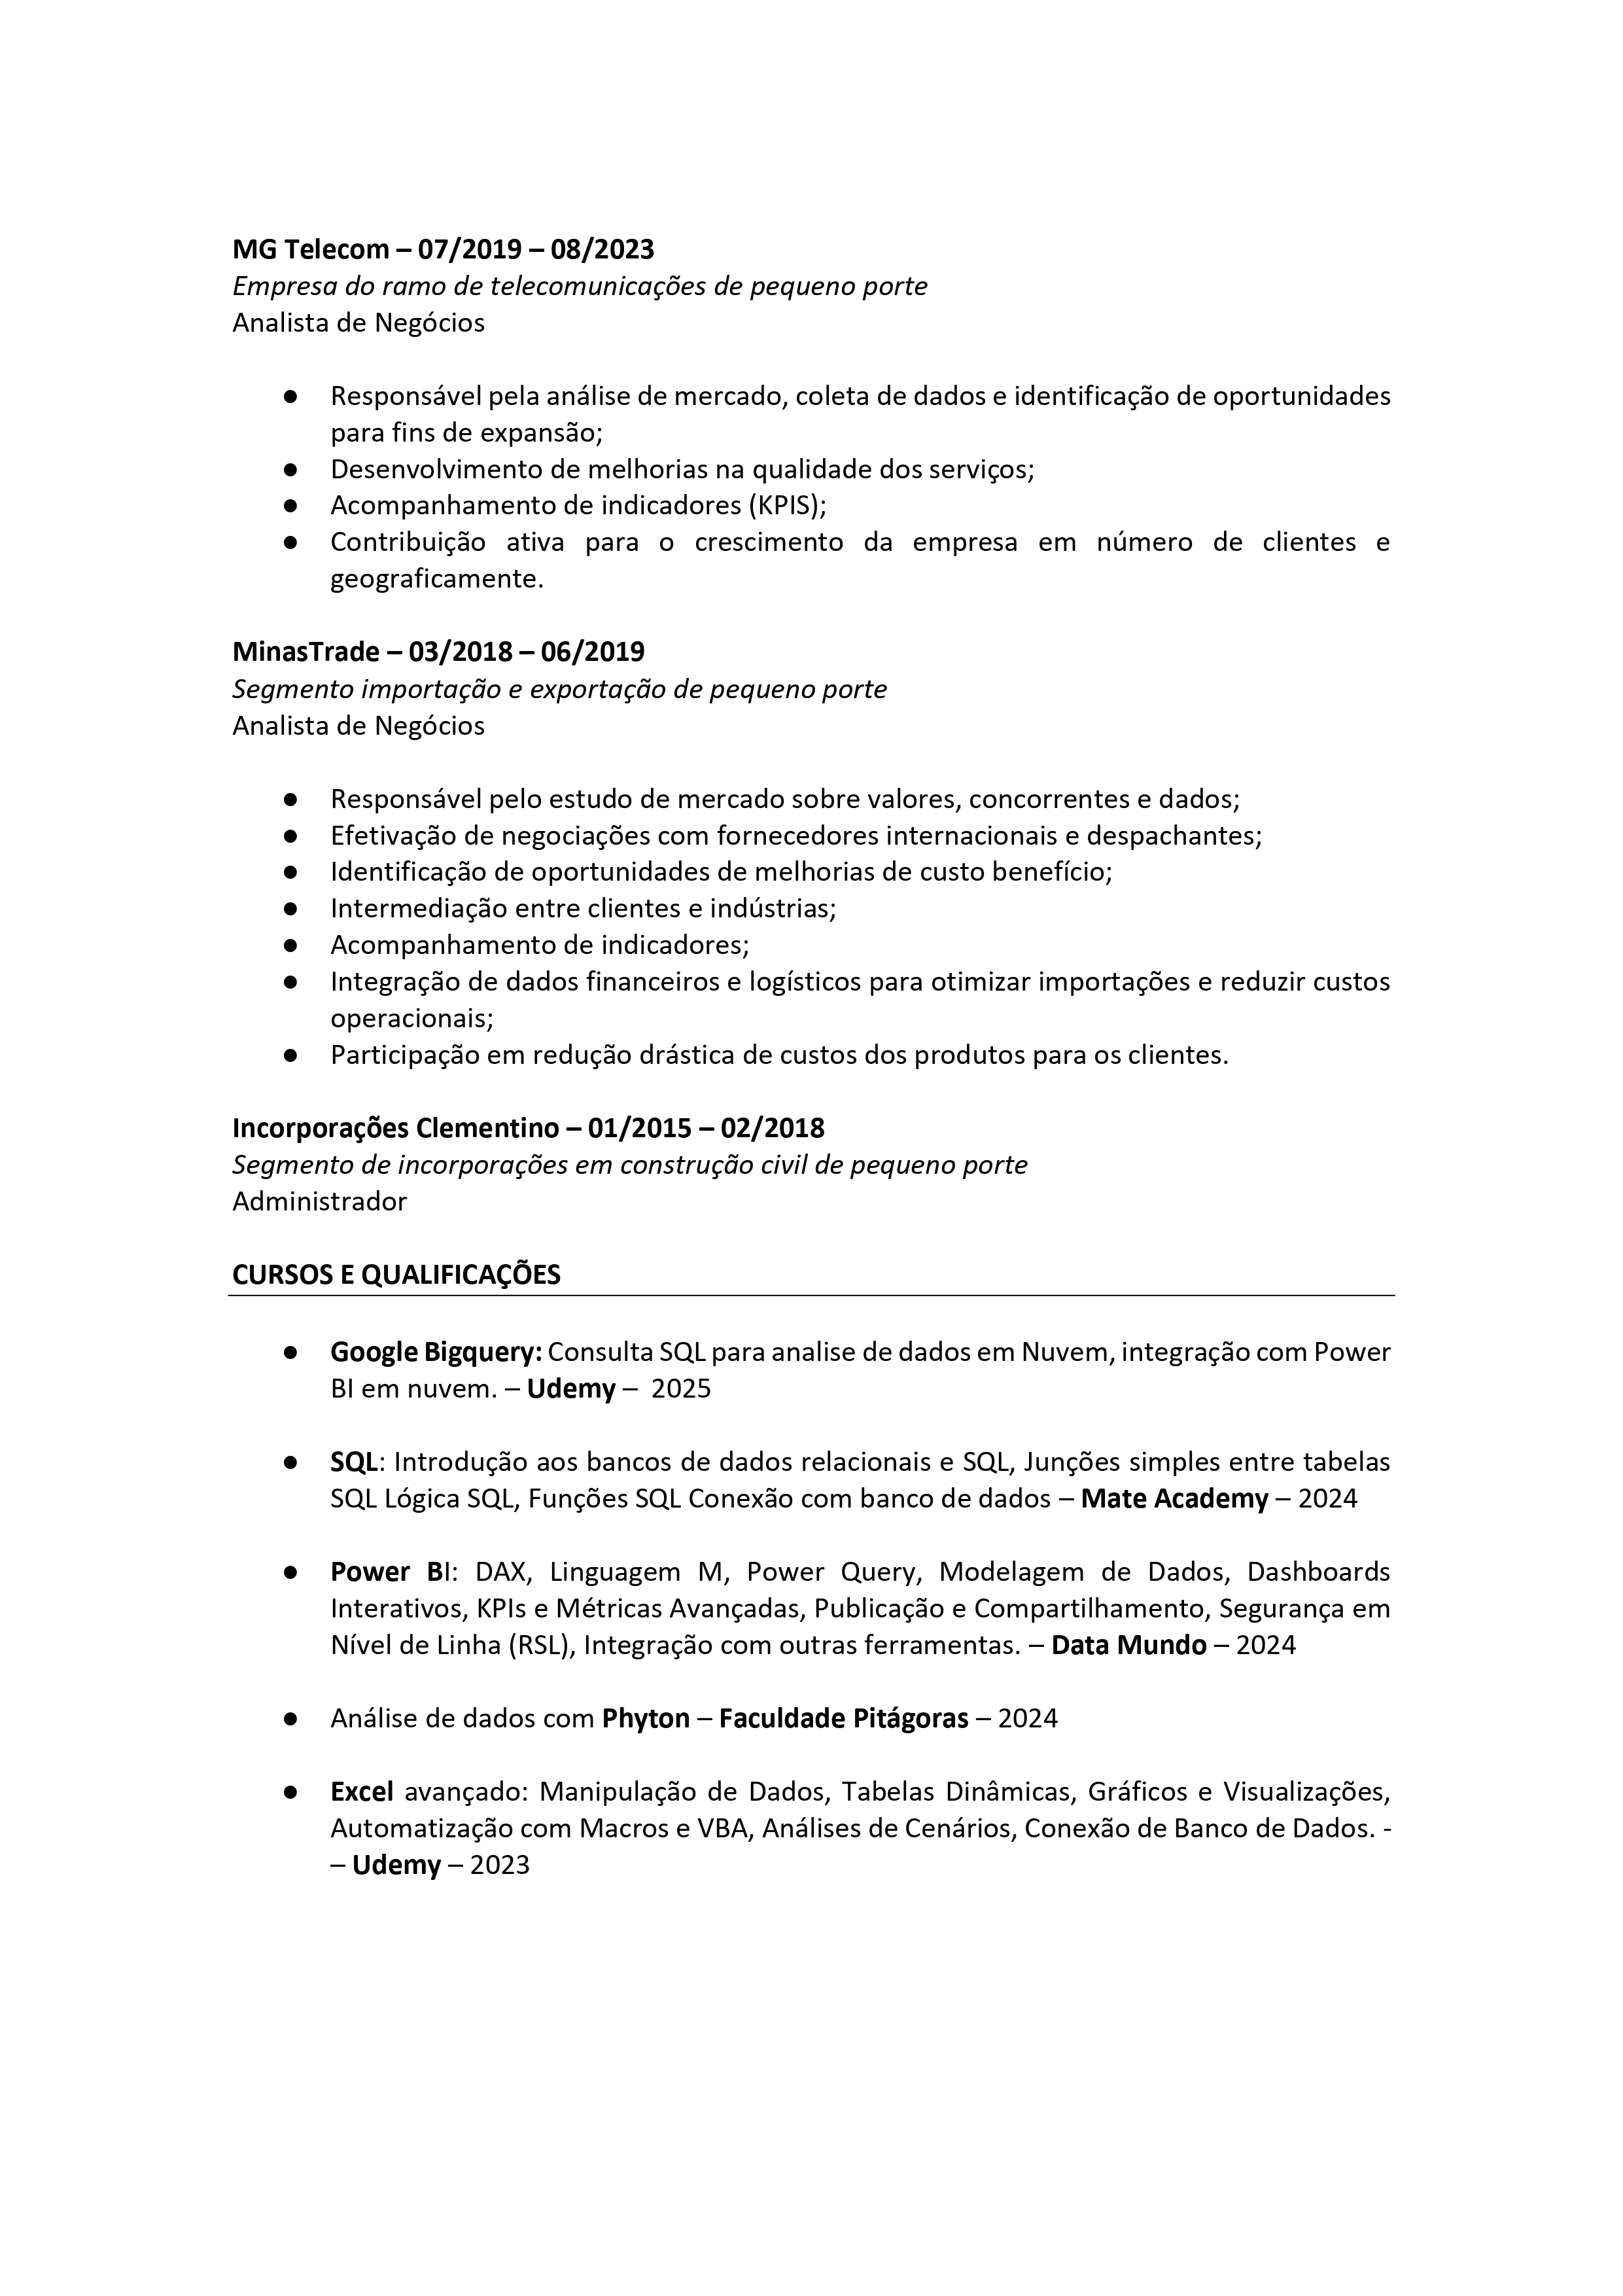 MG Telecom – 07/2019 – 08/2023
Empresa do ramo de telecomunicações de pequeno porte
Analista de Negócios
● Responsável pela análise de mercado, coleta de dados e identificação de oportunidades
para fins de expansão;
● Desenvolvimento de melhorias na qualidade dos serviços;
● Acompanhamento de indicadores (KPIS);
● Contribuição ativa para o crescimento da empresa em número de clientes e
geograficamente.
MinasTrade – 03/2018 – 06/2019
Segmento importação e exportação de pequeno porte
Analista de Negócios
● Responsável pelo estudo de mercado sobre valores, concorrentes e dados;
● Efetivação de negociações com fornecedores internacionais e despachantes;
● Identificação de oportunidades de melhorias de custo benefício;
● Intermediação entre clientes e indústrias;
● Acompanhamento de indicadores;
● Integração de dados financeiros e logísticos para otimizar importações e reduzir custos
operacionais;
● Participação em redução drástica de custos dos produtos para os clientes.
Incorporações Clementino – 01/2015 – 02/2018
Segmento de incorporações em construção civil de pequeno porte
Administrador
CURSOS E QUALIFICAÇÕES
● Google Bigquery: Consulta SQL para analise de dados em Nuvem, integração com Power
BI em nuvem. – Udemy – 2025
● SQL: Introdução aos bancos de dados relacionais e SQL, Junções simples entre tabelas
SQL Lógica SQL, Funções SQL Conexão com banco de dados – Mate Academy – 2024
● Power BI: DAX, Linguagem M, Power Query, Modelagem de Dados, Dashboards
Interativos, KPIs e Métricas Avançadas, Publicação e Compartilhamento, Segurança em
Nível de Linha (RSL), Integração com outras ferramentas. – Data Mundo – 2024
● Análise de dados com Phyton – Faculdade Pitágoras – 2024
● Excel avançado: Manipulação de Dados, Tabelas Dinâmicas, Gráficos e Visualizações,
Automatização com Macros e VBA, Análises de Cenários, Conexão de Banco de Dados. -
– Udemy – 2023